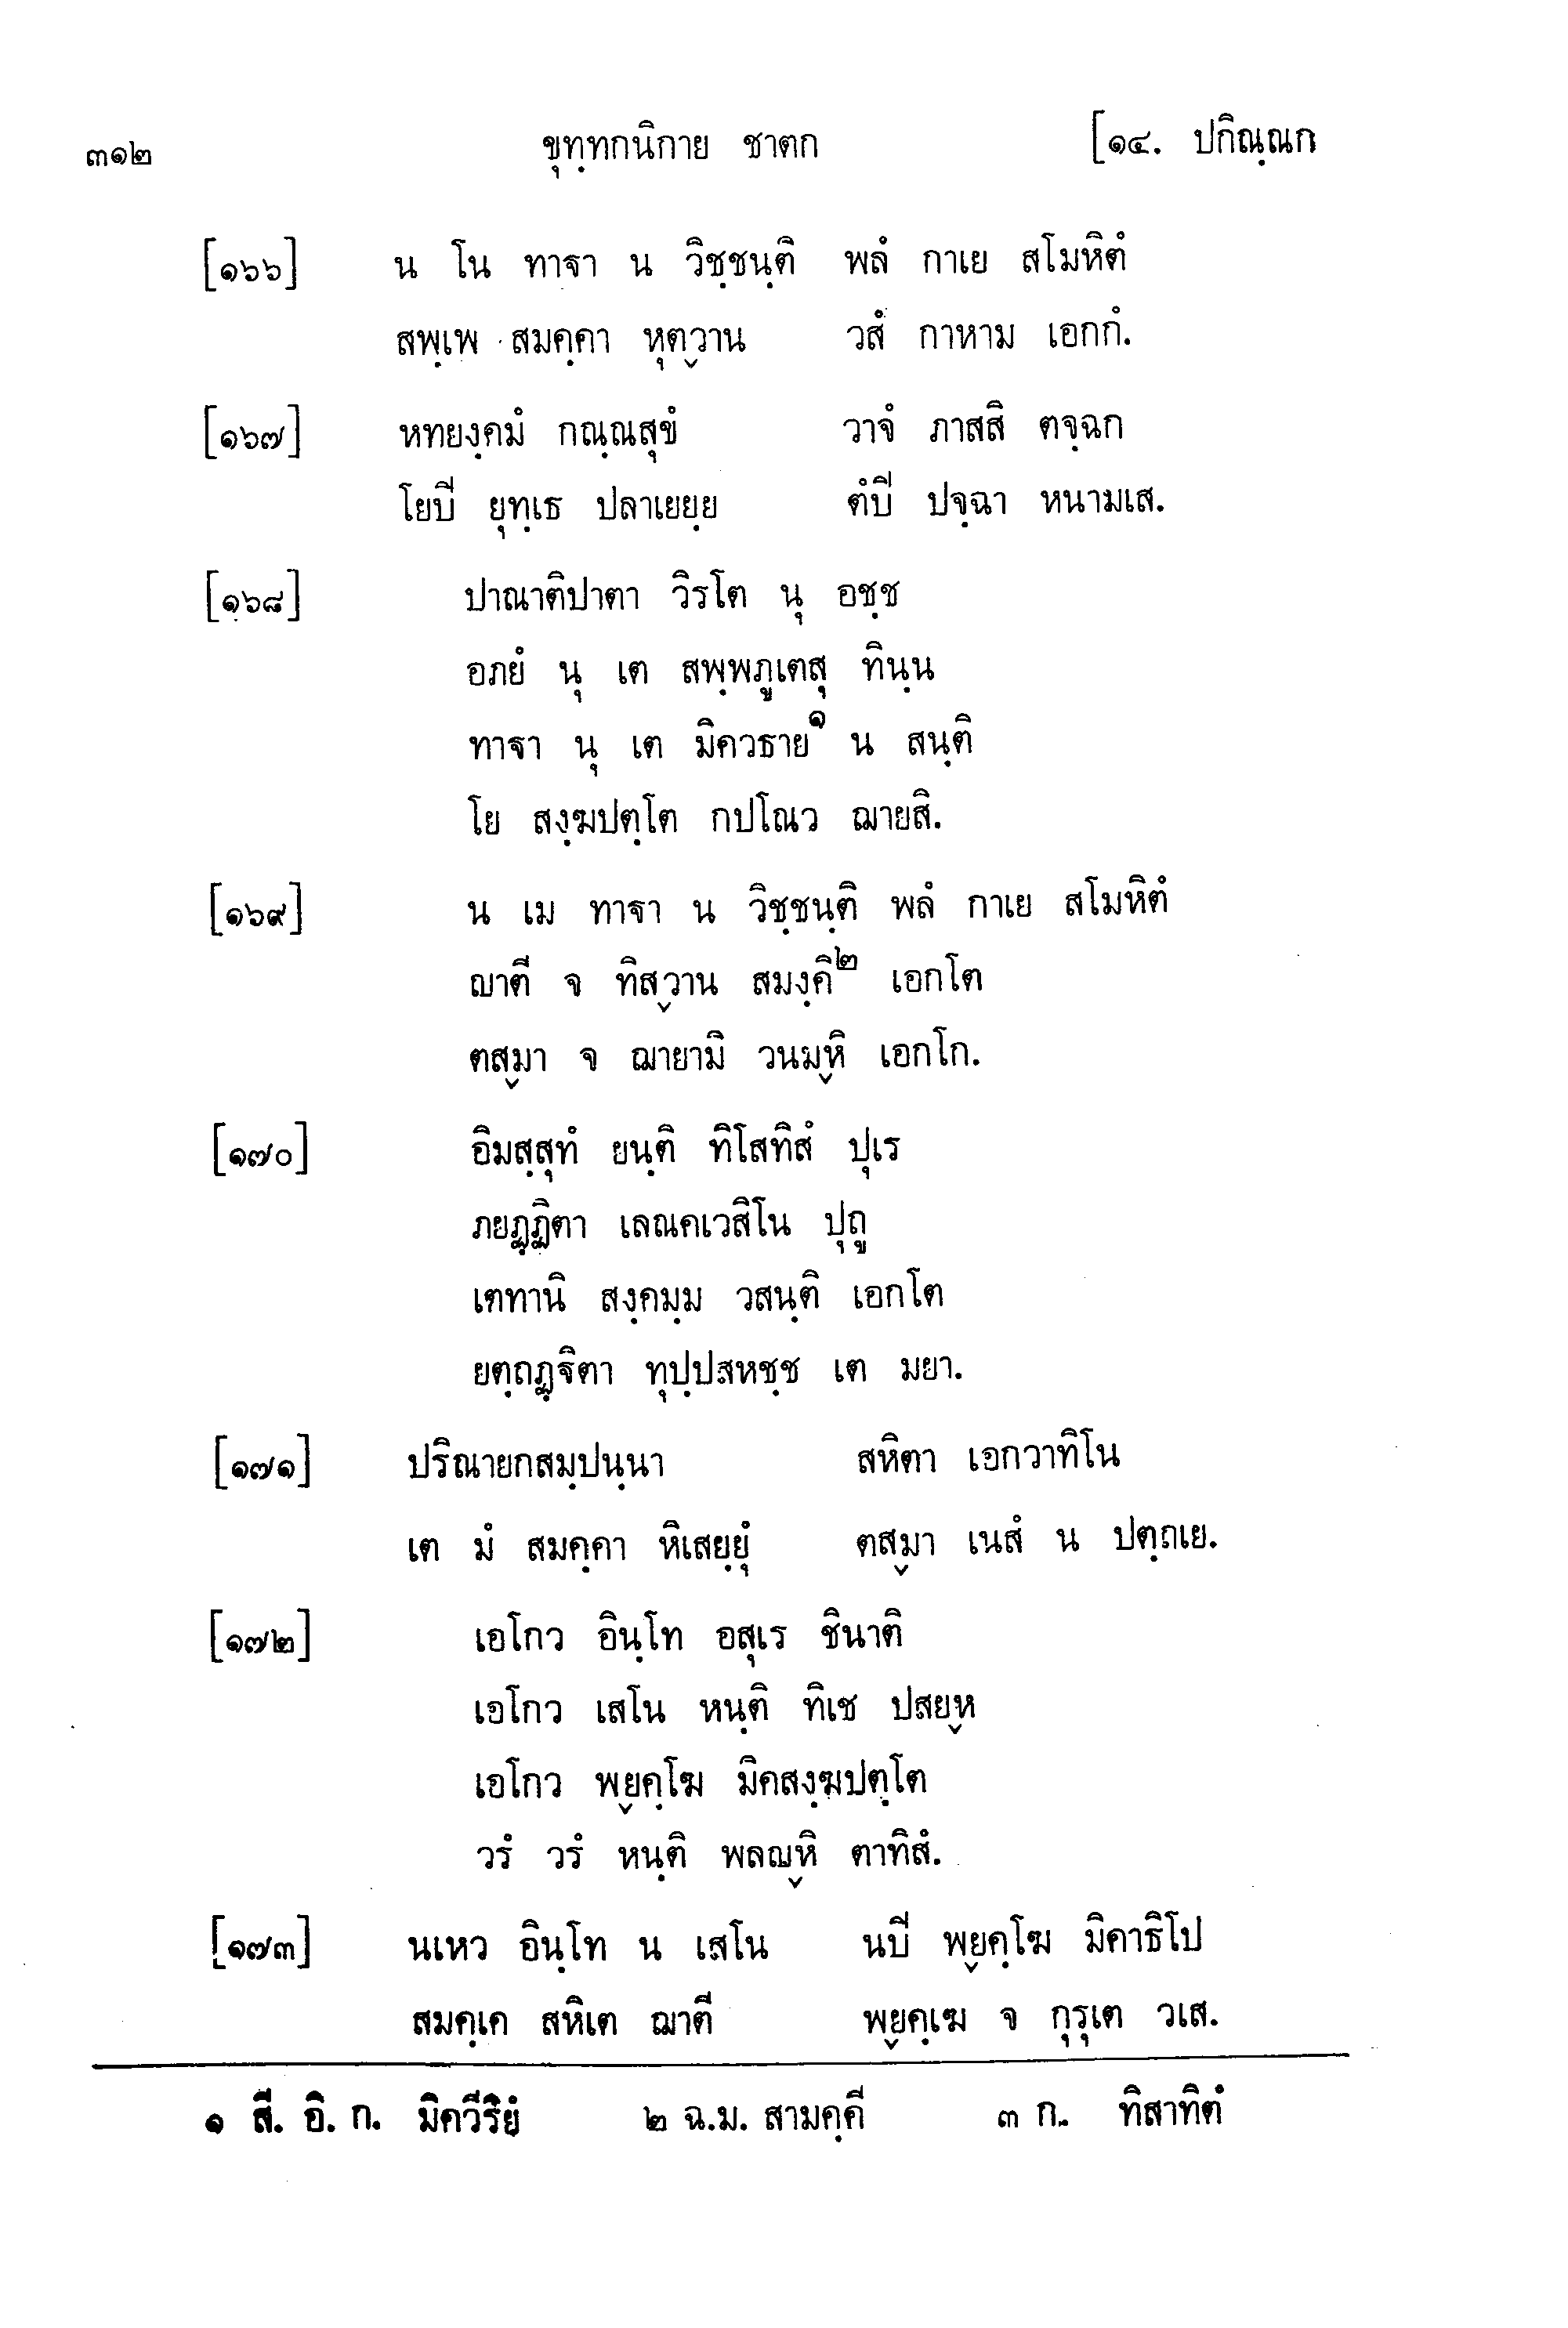 ๓๑๒ ขุทฺทกนิกาย ชาตก [๑๔. ปกิณฺณก
[๑๖๖] น โน ทาฐา น วิชฺชนฺติ พลํ กาเย สโมหิตํ
สพฺเพ สมคฺคา หุตฺวาน วสํ กาหาม เอกกํ.
[๑๖๗] หทยงฺคมํ กณฺณสุขํ วาจํ ภาสสิ ตจฺฉก
โยปิ ยุทฺเธ ปลาเยยฺย ตํปิ ปจฺฉา หนามเส.
[๑๖๘] ปาณาติปาตา วิรโต นุ อชฺช
อภยํ นุ เต สพฺพภูเตสุ ทินฺน
ทาฐา นุ เต มิควธาย๑ น สนฺติ
โย สงฺฆปตฺโต กปโณว ฌายสิ.
[๑๖๙] น เม ทาฐา น วิชฺชนฺติ พลํ กาเย สโมหิตํ
ญาตี จ ทิสฺวาน สมงฺคิ๒ เอกโต
ตสฺมา จ ฌายามิ วนมฺหิ เอกโก.
[๑๗๐] อิมสฺสุทํ ยนฺติ ทิโสทิสํ ปุเร
ภยฏฺฏิตา เลณคเวสิโน ปุถู
เตทานิ สงฺคมฺม วสนฺติ เอกโต
ยตฺถฏฺฐิตา ทุปฺปสหชฺช เต มยา.
[๑๗๑] ปริณายกสมฺปนฺนา สหิตา เอกวาทิโน
เต มํ สมคฺคา หิเสยฺยุํ ตสฺมา เนสํ น ปตฺถเย.
[๑๗๒] เอโกว อินฺโท อสุเร ชินาติ
เอโกว เสโน หนฺติ ทิเช ปสยฺห
เอโกว พฺยคฺโฆ มิคสงฺฆปตฺโต
วรํ วรํ หนฺติ พลญฺหิ ตาทิสํ.
[๑๗๓] นเหว อินฺโท น เสโน นปิ พฺยคฺโฆ มิคาธิโป
สมคฺเค สหิเต ญาตี พฺยคฺเฆ จ กุรุเต วเส.
๑ สี. อิ. ก. มิควีริยํ ๒ ฉ.ม. สามคฺคี ๓ ก. ทิสาทิตํ